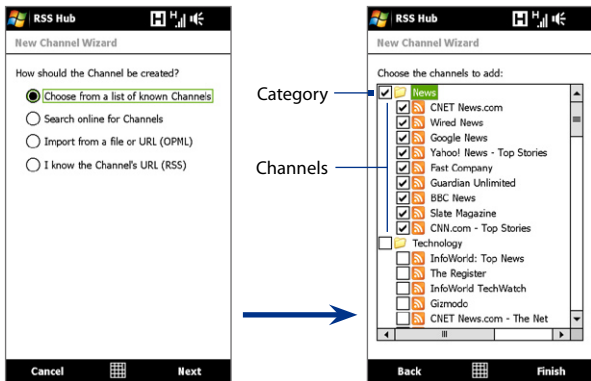 RSS Hub
New Channel Wizard
How should the Channel be created?
Choose from a list of known Channels
Search online for Channels
Import from a file or URL (OPML)
I know the Channel's URL (RSS)
Cancel
Next
Category
Channels
RSS Hub
New Channel Wizard
Choose the channels to add:
News
CNET News.com
Wired News
Google News
Yahoo! News - Top Stories
Fast Company
Guardian Unlimited
BBC News
Slate Magazine
CNN.com - Top Stories
Technology
InfoWorld: Top News
The Register
InfoWorld TechWatch
Gizmodo
CNET News.com - The Net
Back
Finish